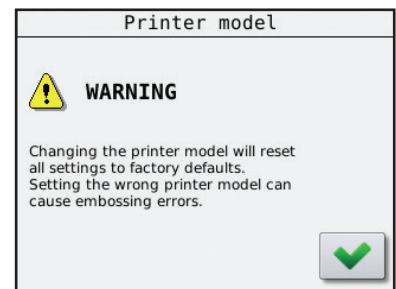 Printer model
WARNING
Changing the printer model will reset
all settings to factory defaults.
Setting the wrong printer model can
cause embossing errors.